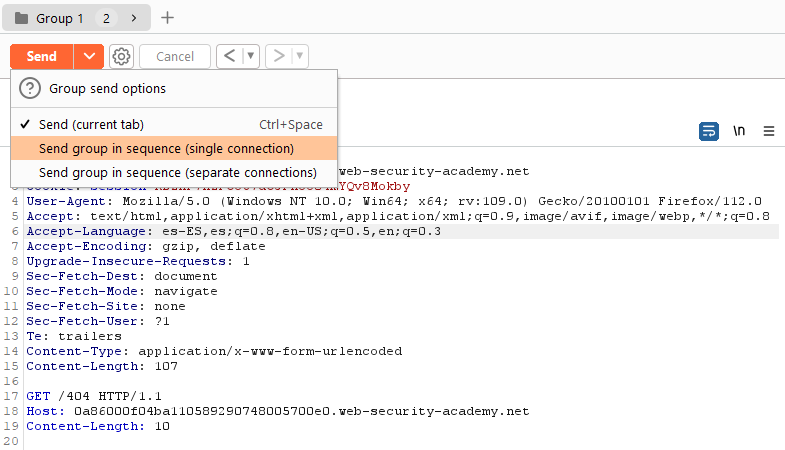 Group 1 2 > +
Send Cancel < >
Group send options
Send (current tab) Ctrl+Space
Send group in sequence (single connection)
Send group in sequence (separate connections)
\n
.web-security-academy.net
4 User-Agent: Mozilla/5.0 (Windows NT 10.0; Win64; x64; rv:109.0) Gecko/20100101 Firefox/112.0
5 Accept: text/html,application/xhtml+xml,application/xml;q=0.9,image/avif,image/webp,*/*;q=0.8
6 Accept-Language: es-ES,es;q=0.8,en-US;q=0.5,en;q=0.3
7 Accept-Encoding: gzip, deflate
8 Upgrade-Insecure-Requests: 1
9 Sec-Fetch-Dest: document
10 Sec-Fetch-Mode: navigate
11 Sec-Fetch-Site: none
12 Sec-Fetch-User: ?1
13 Te: trailers
14 Content-Type: application/x-www-form-urlencoded
15 Content-Length: 107
16
17 GET /404 HTTP/1.1
18 Host: 0a86000f04ba110589290748005700e0.web-security-academy.net
19 Content-Length: 10
20